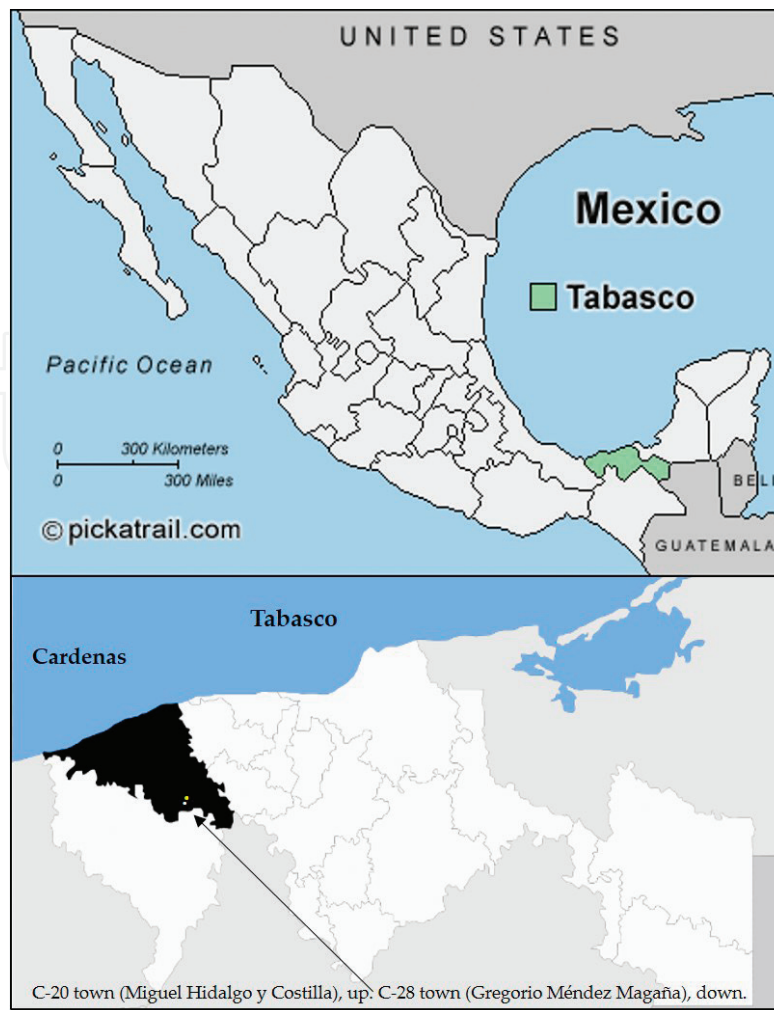 UNITED STATES
Mexico
Tabasco
Pacific Ocean
0 300 Kilometers
0 300 Miles
© pickatrail.com
BELI
GUATEMALA
Tabasco
Cardenas
C-20 town (Miguel Hidalgo y Costilla), up. C-28 town (Gregorio Méndez Magaña), down.